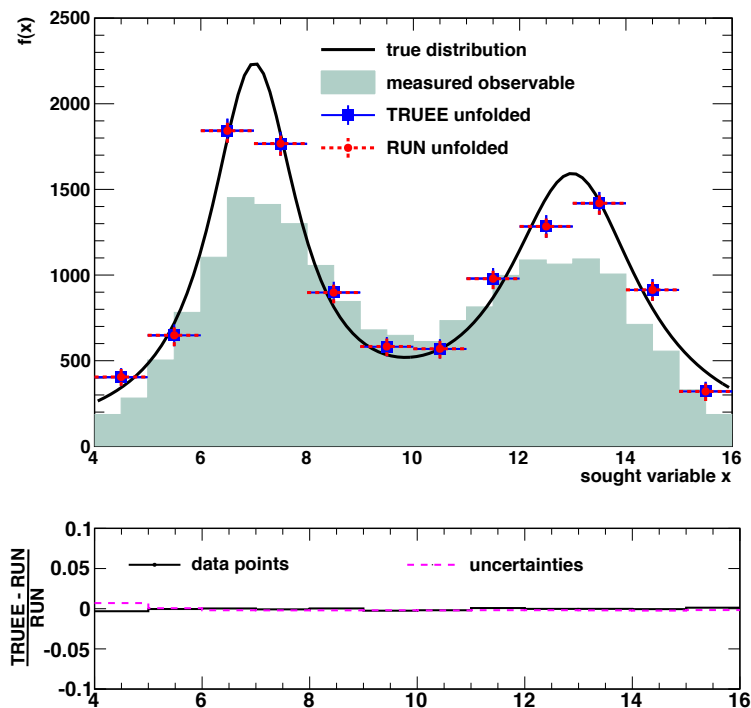 f(x)
2500
2000
1500
1000
500
0
true distribution
measured observable
TRUEE unfolded
RUN unfolded
4 6 8 10 12 14 16
sought variable x
TRUEE - RUN
RUN
0.1
0.05
0
-0.05
-0.1
data points
uncertainties
4 6 8 10 12 14 16